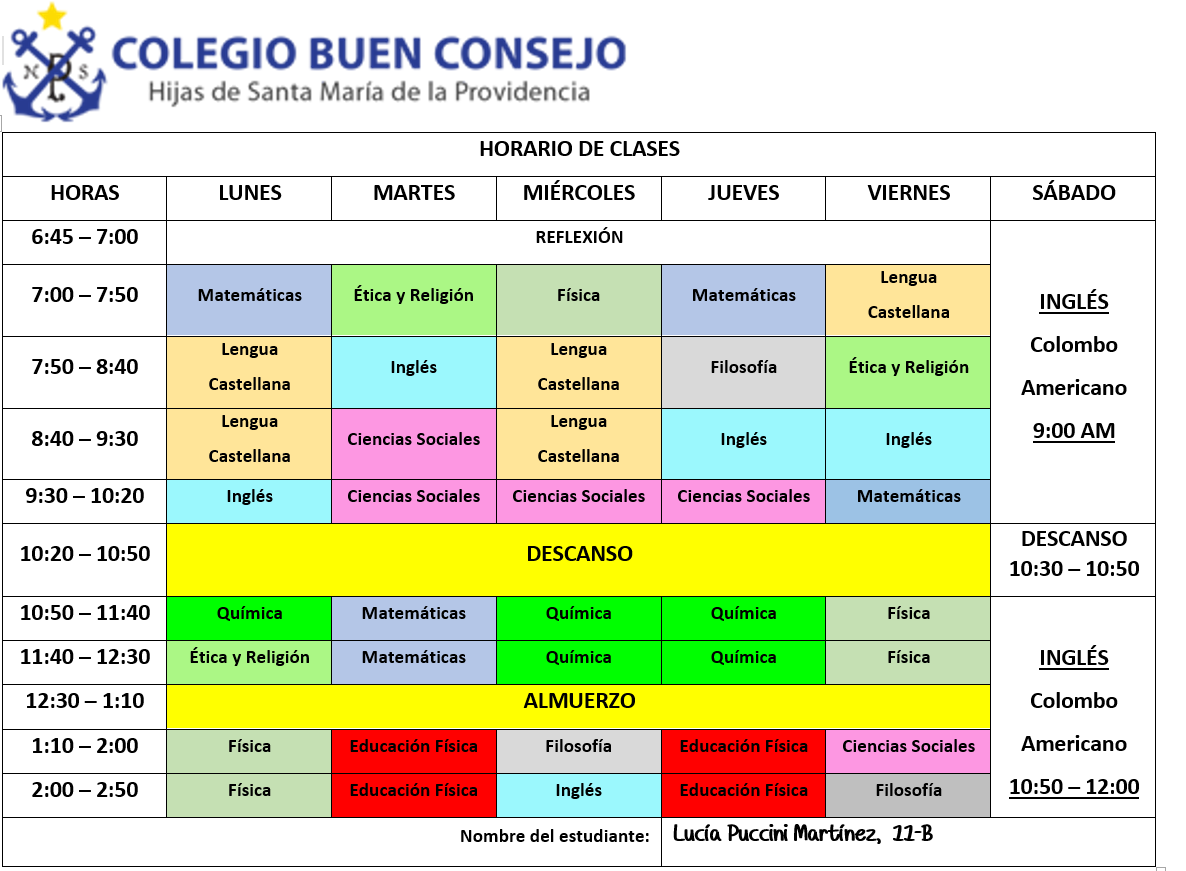 N S
P
COLEGIO BUEN CONSEJO
Hijas de Santa María de la Providencia
HORARIO DE CLASES
HORAS LUNES MARTES MIÉRCOLES JUEVES VIERNES SÁBADO
6:45 – 7:00 REFLEXIÓN
7:00 – 7:50 Matemáticas Ética y Religión Física Matemáticas Lengua Castellana
7:50 – 8:40 Lengua Castellana Inglés Lengua Castellana Filosofía Ética y Religión
8:40 – 9:30 Lengua Castellana Ciencias Sociales Lengua Castellana Inglés Inglés
9:30 – 10:20 Inglés Ciencias Sociales Ciencias Sociales Ciencias Sociales Matemáticas
INGLÉS
Colombo
Americano
9:00 AM
10:20 – 10:50 DESCANSO
DESCANSO
10:30 – 10:50
10:50 – 11:40 Química Matemáticas Química Química Física
11:40 – 12:30 Ética y Religión Matemáticas Química Química Física
12:30 – 1:10 ALMUERZO
1:10 – 2:00 Física Educación Física Filosofía Educación Física Ciencias Sociales
2:00 – 2:50 Física Educación Física Inglés Educación Física Filosofía
INGLÉS
Colombo
Americano
10:50 – 12:00
Nombre del estudiante: Lucía Puccini Martínez, 11-B